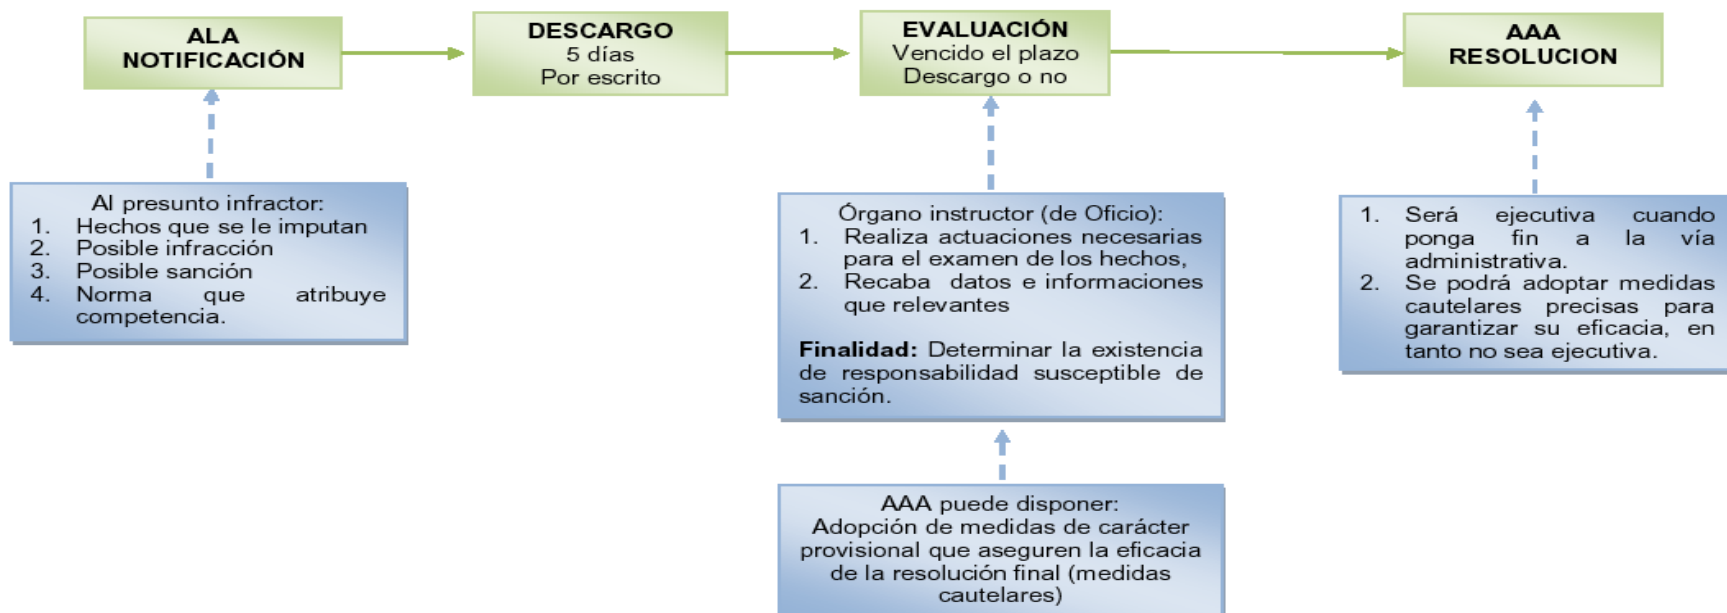 ALA
NOTIFICACIÓN
DESCARGO
5 días
Por escrito
EVALUACIÓN
Vencido el plazo
Descargo o no
AAA
RESOLUCION
Al presunto infractor:
1. Hechos que se le imputan
2. Posible infracción
3. Posible sanción
4. Norma que atribuye
competencia.
Órgano instructor (de Oficio):
1. Realiza actuaciones necesarias
para el examen de los hechos,
2. Recaba datos e informaciones
que relevantes
Finalidad: Determinar la existencia
de responsabilidad susceptible de
sanción.
1. Será ejecutiva cuando
ponga fin a la vía
administrativa.
2. Se podrá adoptar medidas
cautelares precisas para
garantizar su eficacia, en
tanto no sea ejecutiva.
AAA puede disponer:
Adopción de medidas de carácter
provisional que aseguren la eficacia
de la resolución final (medidas
cautelares)